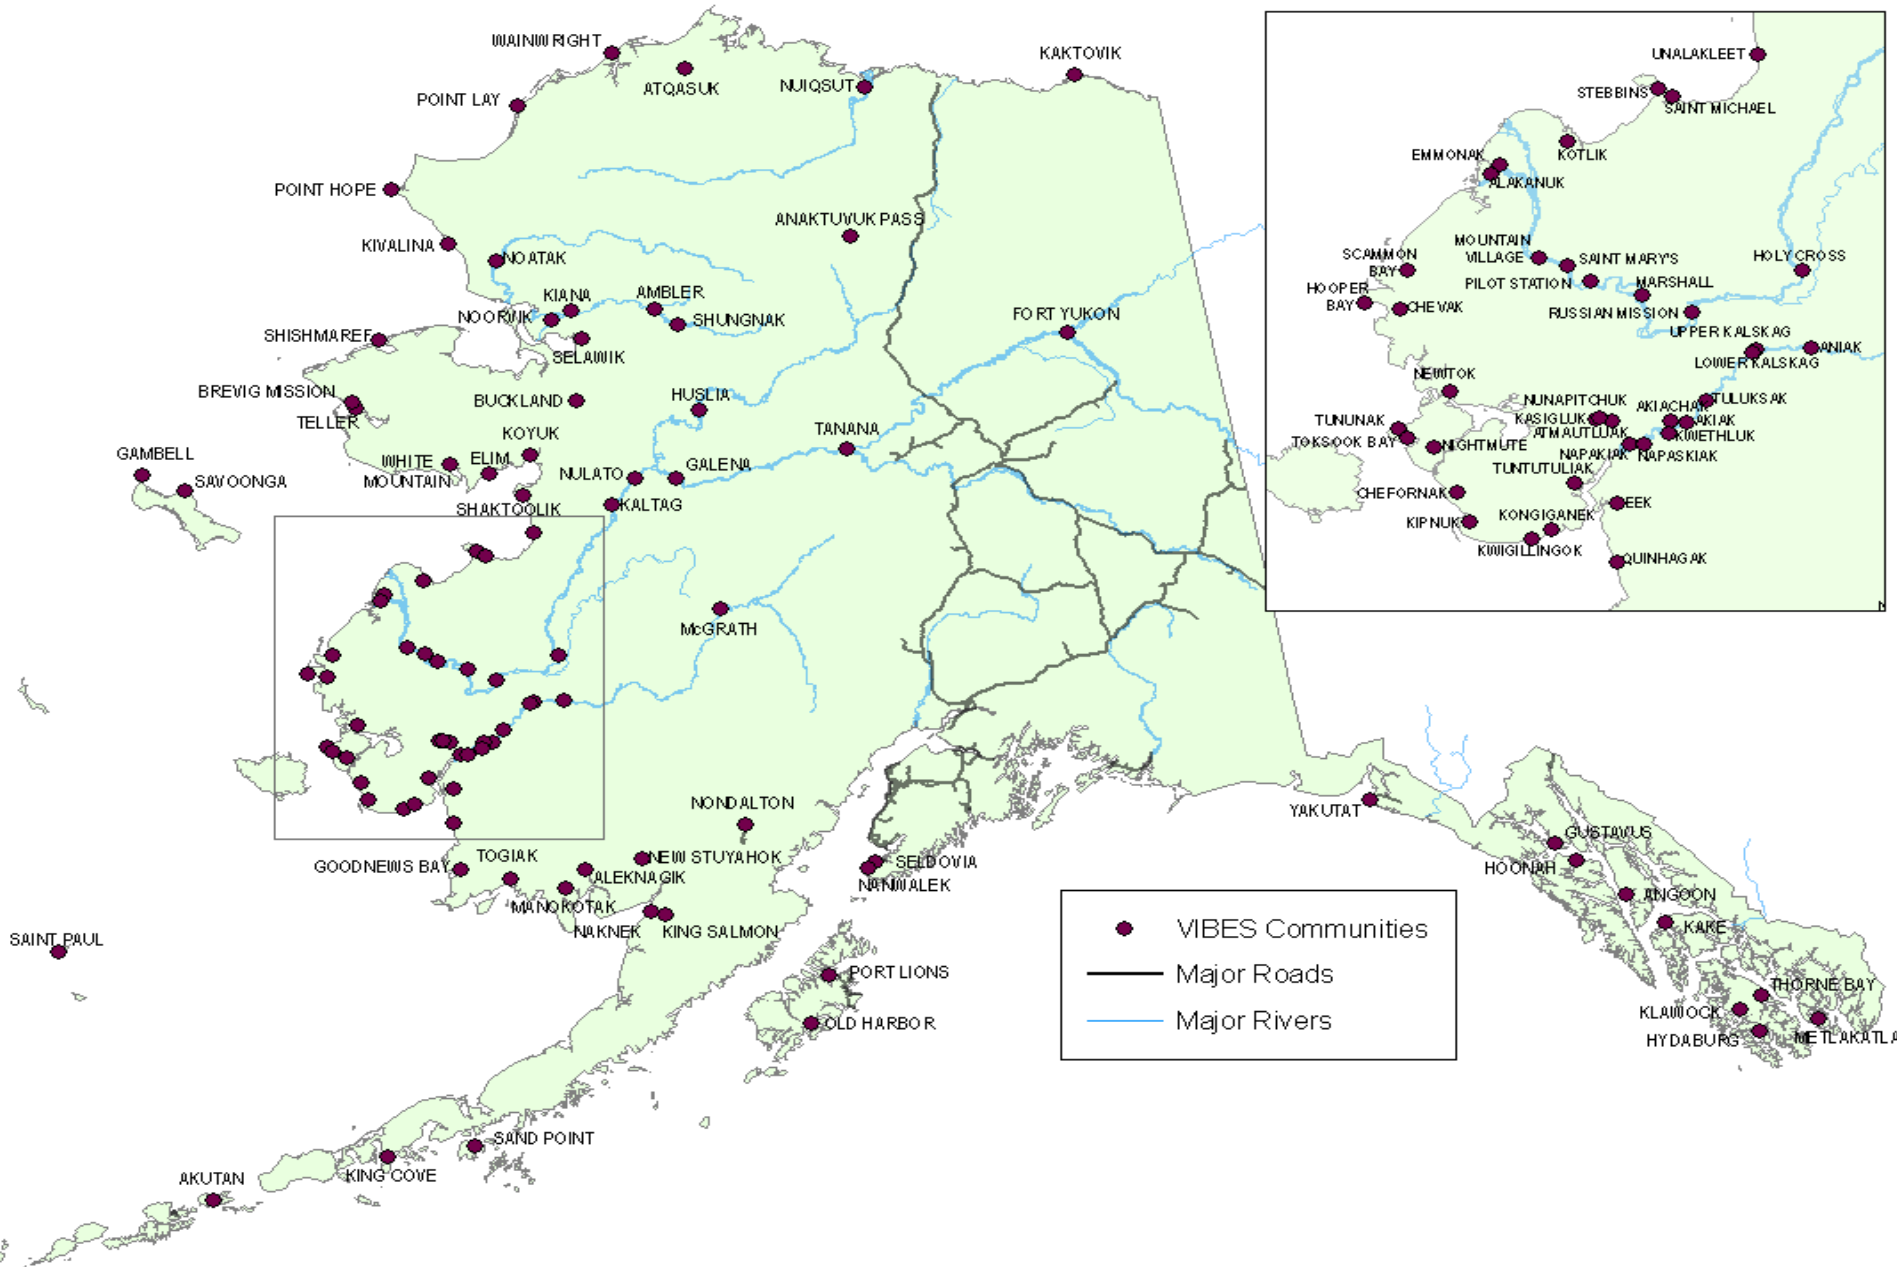 WAINWRIGHT
ATQASUK
NUIQSUT
KAKTOVIK
POINT LAY
POINT HOPE
ANAKTUVUK PASS
KIVALINA
NOATAK
KIANA
AMBLER
NOORVIK
SHUNGNAK
FORT YUKON
SHISHMAREF
SELAWIK
BREVIG MISSION
BUCKLAND
HUSLIA
TELLER
KOYUK
TANANA
GAMBELL
WHITE
MOUNTAIN
ELIM
NULATO
GALENA
SAVOONGA
SHAKTOOLIK
KALTAG
McGRATH
NONDALTON
YAKUTAT
GOODNEWS BAY
TOGIAK
NEW STUYAHOK
SELDOVIA
GUSTAVUS
HOONAH
ALEKNAGIK
NANWALEK
MANOKOTAK
ANGOON
NAKNEK
KING SALMON
KAKE
SAINT PAUL
PORT LIONS
THORNE BAY
OLD HARBOR
KLAWOCK
HYDABURG
METLAKATLA
SAND POINT
KING COVE
AKUTAN
VIBES Communities
Major Roads
Major Rivers
UNALAKLEET
STEBBINS
SAINT MICHAEL
EMMONAK
KOTLIK
ALAKANUK
MOUNTAIN
VILLAGE
SAINT MARY'S
SCAMMON
BAY
HOLY CROSS
PILOT STATION
MARSHALL
HOOPER
BAY
CHEVAK
RUSSIAN MISSION
UPPER KALSKAG
ANIAK
LOWER KALSKAG
NEWTOK
NUNAPITCHUK
TULUKSAK
AKIACHAK
TUNUNAK
KASIGLUK
AKIAK
TOKSOOK BAY
ATMAUTLUAK
KWETHLUK
NIGHTMUTE
NAPAKIAK
NAPASKIAK
TUNTUTULIAK
CHEFORNAK
EEK
KIPNUK
KONGIGANEK
KWIGILLINGOK
QUINHAGAK